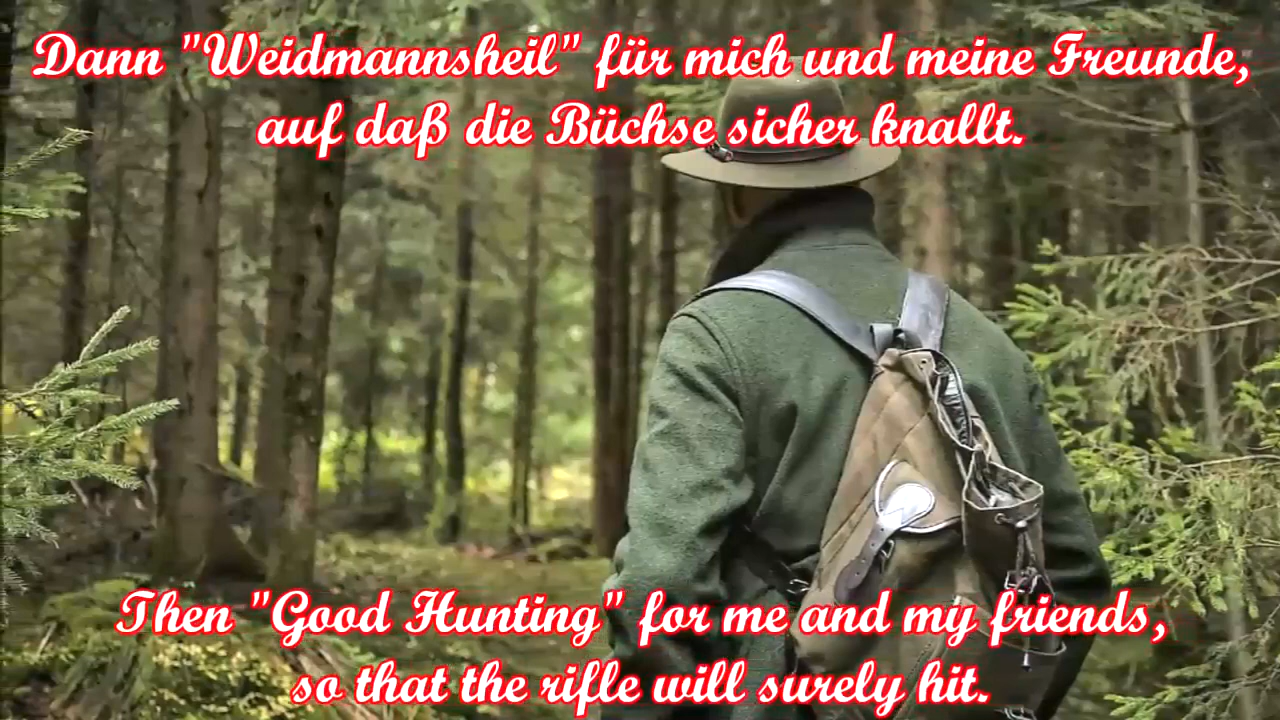 Dann "Weidmannsheil" für mich und meine Freunde,
auf daß die Büchse sicher knallt.
Then "Good Hunting" for me and my friends,
so that the rifle will surely hit.